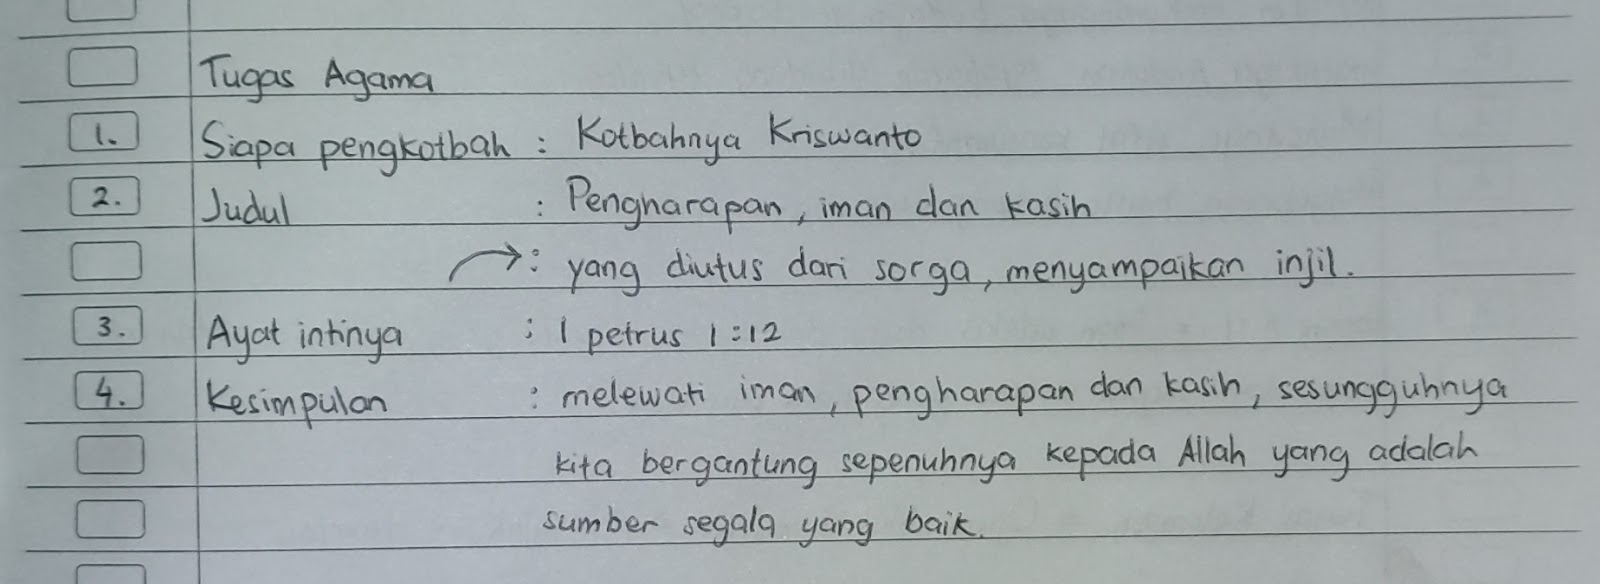 Tugas Agama
1. Siapa pengkotbah : Kotbahnya Kriswanto
2. Judul : Pengharapan, iman dan kasih
→: yang diutus dari sorga, menyampaikan injil.
3. Ayat intinya : 1 petrus 1:12
4. Kesimpulan : melewati iman, pengharapan dan kasih, sesungguhnya
kita bergantung sepenuhnya kepada Allah yang adalah
sumber segala yang baik.